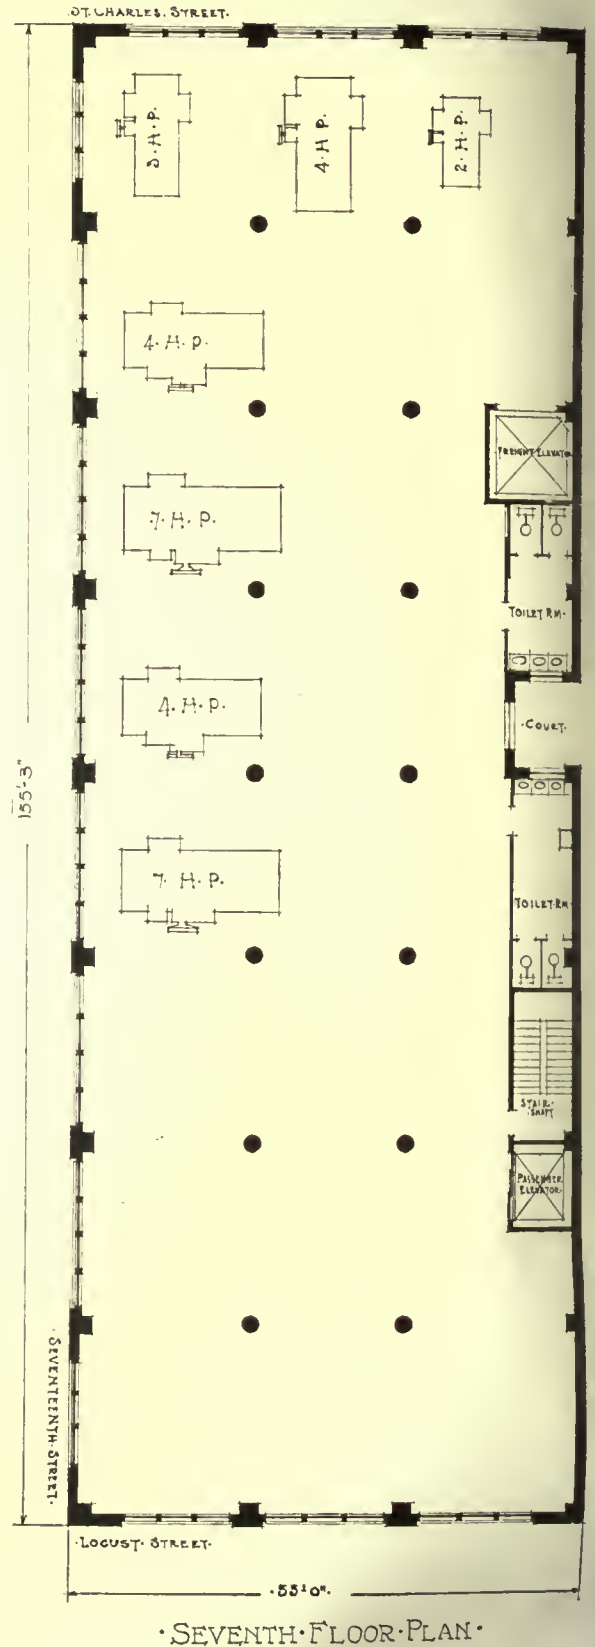 ST. CHARLES. STREET.
3·H·P.
4·H·P.
2·H·P.
4·H·P.
FREIGHT ELEVATO
7·H·P.
TOILET RM·
4·H·P.
·COURT·
155'-3"
7·H·P.
TOILET·RM·
STAIR·
SHAFT
PASSENGER
ELEVATOR·
·SEVENTEENTH·STREET·
·LOCUST· STREET·
·55'0"·
·SEVENTH·FLOOR·PLAN·